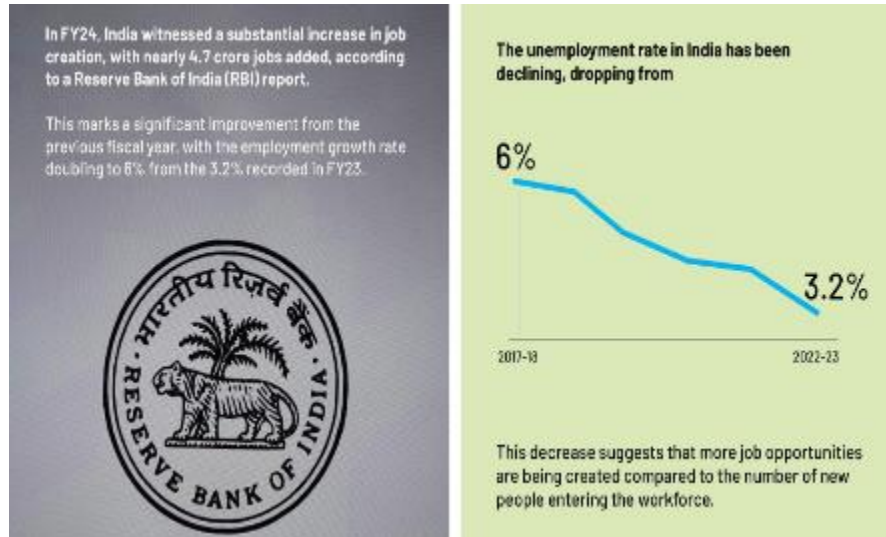 In FY24, India witnessed a substantial increase in job
creation, with nearly 4.7 crore jobs added, according
to a Reserve Bank of India (RBI) report.
This marks a significant improvement from the
previous fiscal year, with the employment growth rate
doubling to 6% from the 3.2% recorded in FY23.
भारतीय रिज़र्व बैंक
RESERVE BANK OF INDIA
The unemployment rate in India has been
declining, dropping from
6%
3.2%
2017-18
2022-23
This decrease suggests that more job opportunities
are being created compared to the number of new
people entering the workforce.